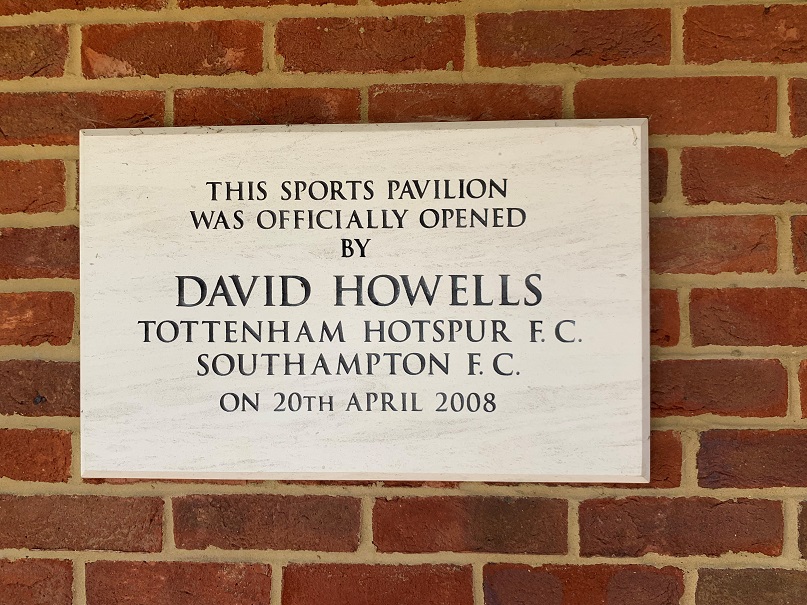 THIS SPORTS PAVILION
WAS OFFICIALLY OPENED
BY
DAVID HOWELLS
TOTTENHAM HOTSPUR F.C.
SOUTHAMPTON F.C.
ON 20TH APRIL 2008